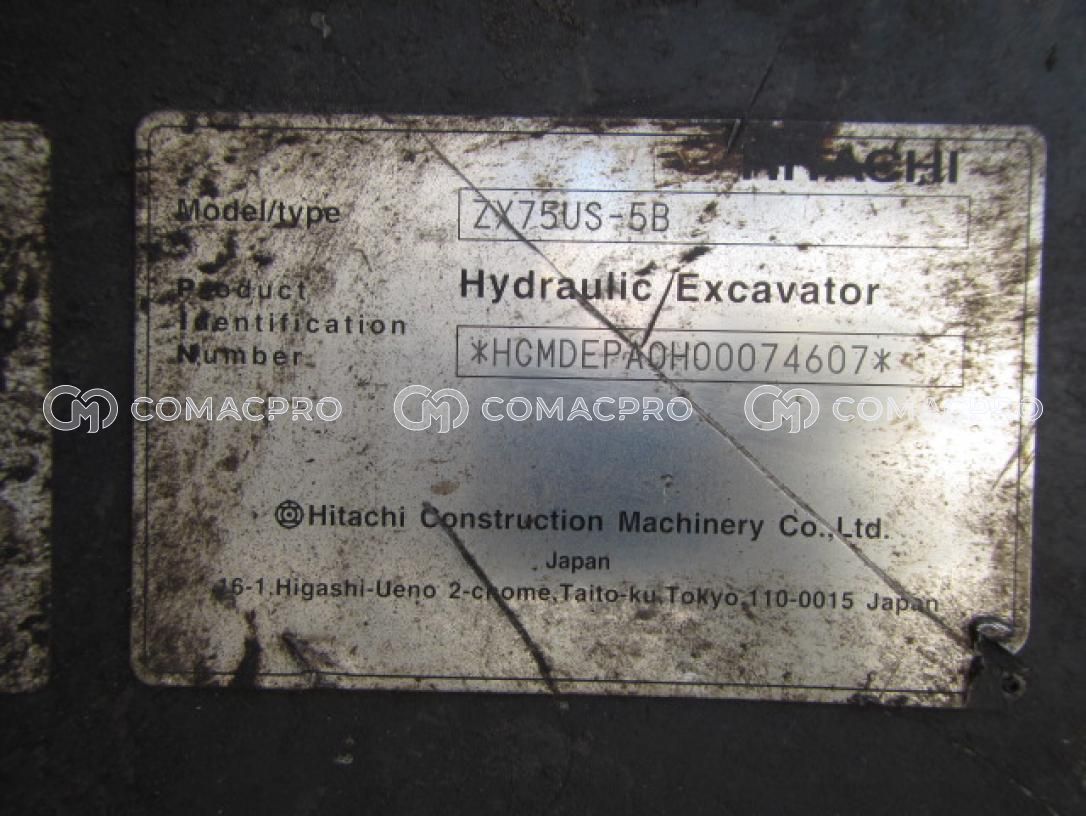 HITACHI
Model/type ZX75US-5B
Hydraulic Excavator
Product
Identification
Number *HCMDEPA0H00074607*
COMACPRO COMACPRO COMACPRO
Hitachi Construction Machinery Co.,Ltd.
Japan
16-1.Higashi-Ueno 2-chome,Taito-ku,Tokyo,110-0015 Japan